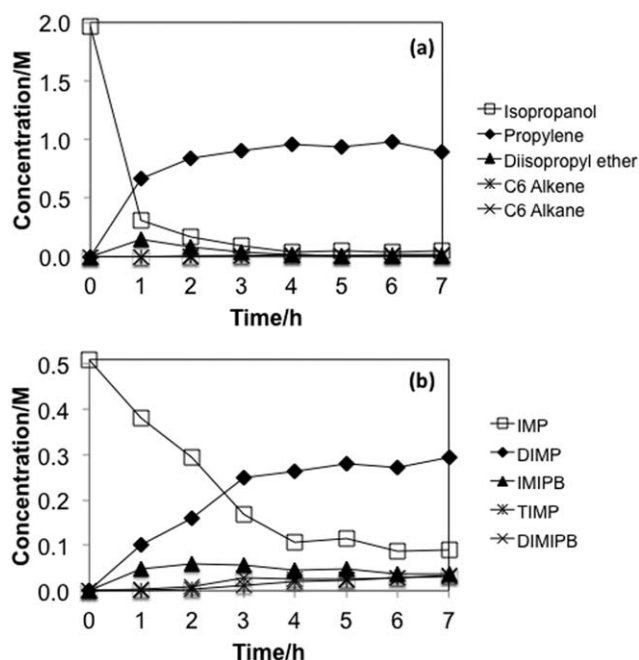 (a)
Concentration/M
2.0
1.5
1.0
0.5
0.0
0 1 2 3 4 5 6 7
Time/h
Isopropanol
Propylene
Diisopropyl ether
C6 Alkene
C6 Alkane
(b)
Concentration/M
0.5
0.4
0.3
0.2
0.1
0.0
0 1 2 3 4 5 6 7
Time/h
IMP
DIMP
IMIPB
TIMP
DIMIPB